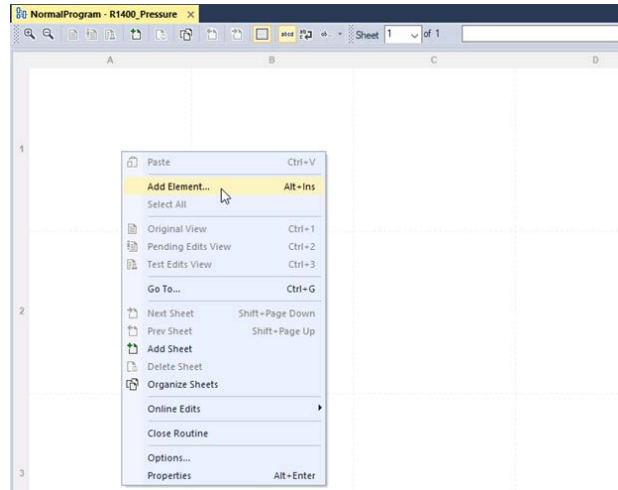 NormalProgram - R1400_Pressure ×
Sheet 1 of 1
A B C D
1
Paste Ctrl+V
Add Element... Alt+Ins
Select All
Original View Ctrl+1
Pending Edits View Ctrl+2
Test Edits View Ctrl+3
Go To... Ctrl+G
2
Next Sheet Shift+Page Down
Prev Sheet Shift+Page Up
Add Sheet
Delete Sheet
Organize Sheets
Online Edits
Close Routine
Options...
3
Properties Alt+Enter